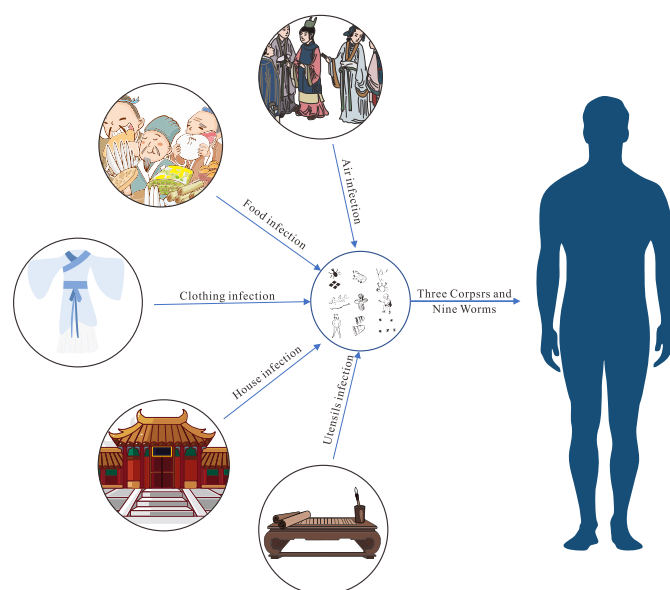 Air infection
Food infection
Clothing infection
House infection
Utensils infection
Three Corpsrs and
Nine Worms